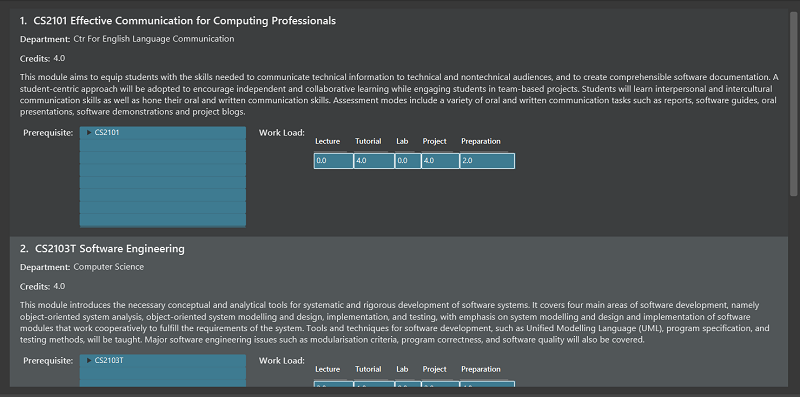 1. CS2101 Effective Communication for Computing Professionals
Department: Ctr For English Language Communication
Credits: 4.0
This module aims to equip students with the skills needed to communicate technical information to technical and nontechnical audiences, and to create comprehensible software documentation. A
student-centric approach will be adopted to encourage independent and collaborative learning while engaging students in team-based projects. Students will learn interpersonal and intercultural
communication skills as well as hone their oral and written communication skills. Assessment modes include a variety of oral and written communication tasks such as reports, software guides, oral
presentations, software demonstrations and project blogs.
Prerequisite: CS2101 Work Load:
Lecture Tutorial Lab Project Preparation
0.0 4.0 0.0 4.0 2.0
2. CS2103T Software Engineering
Department: Computer Science
Credits: 4.0
This module introduces the necessary conceptual and analytical tools for systematic and rigorous development of software systems. It covers four main areas of software development, namely
object-oriented system analysis, object-oriented system modelling and design, implementation, and testing, with emphasis on system modelling and design and implementation of software
modules that work cooperatively to fulfill the requirements of the system. Tools and techniques for software development, such as Unified Modelling Language (UML), program specification, and
testing methods, will be taught. Major software engineering issues such as modularisation criteria, program correctness, and software quality will also be covered.
Prerequisite: CS2103T Work Load:
Lecture Tutorial Lab Project Preparation